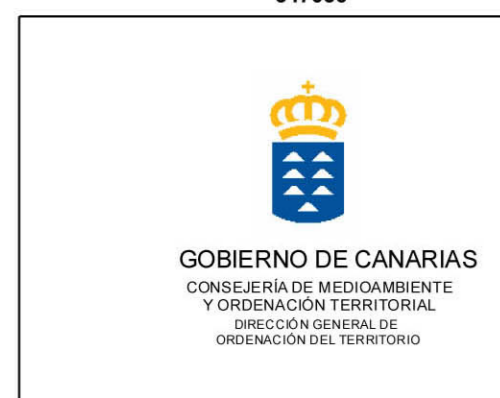 GOBIERNO DE CANARIAS
CONSEJERÍA DE MEDIOAMBIENTE
Y ORDENACIÓN TERRITORIAL
DIRECCIÓN GENERAL DE
ORDENACIÓN DEL TERRITORIO